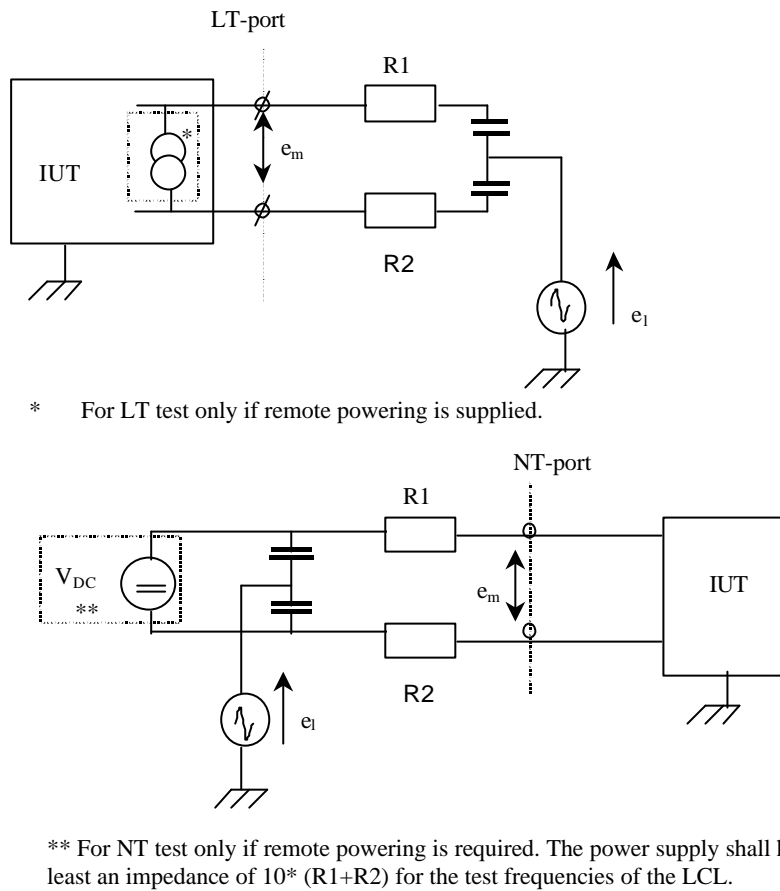 LT-port
R1
*
e_m
IUT
R2
e_l
* For LT test only if remote powering is supplied.
NT-port
R1
V_DC
**
e_m
IUT
R2
e_l
** For NT test only if remote powering is required. The power supply shall
least an impedance of 10* (R1+R2) for the test frequencies of the LCL.